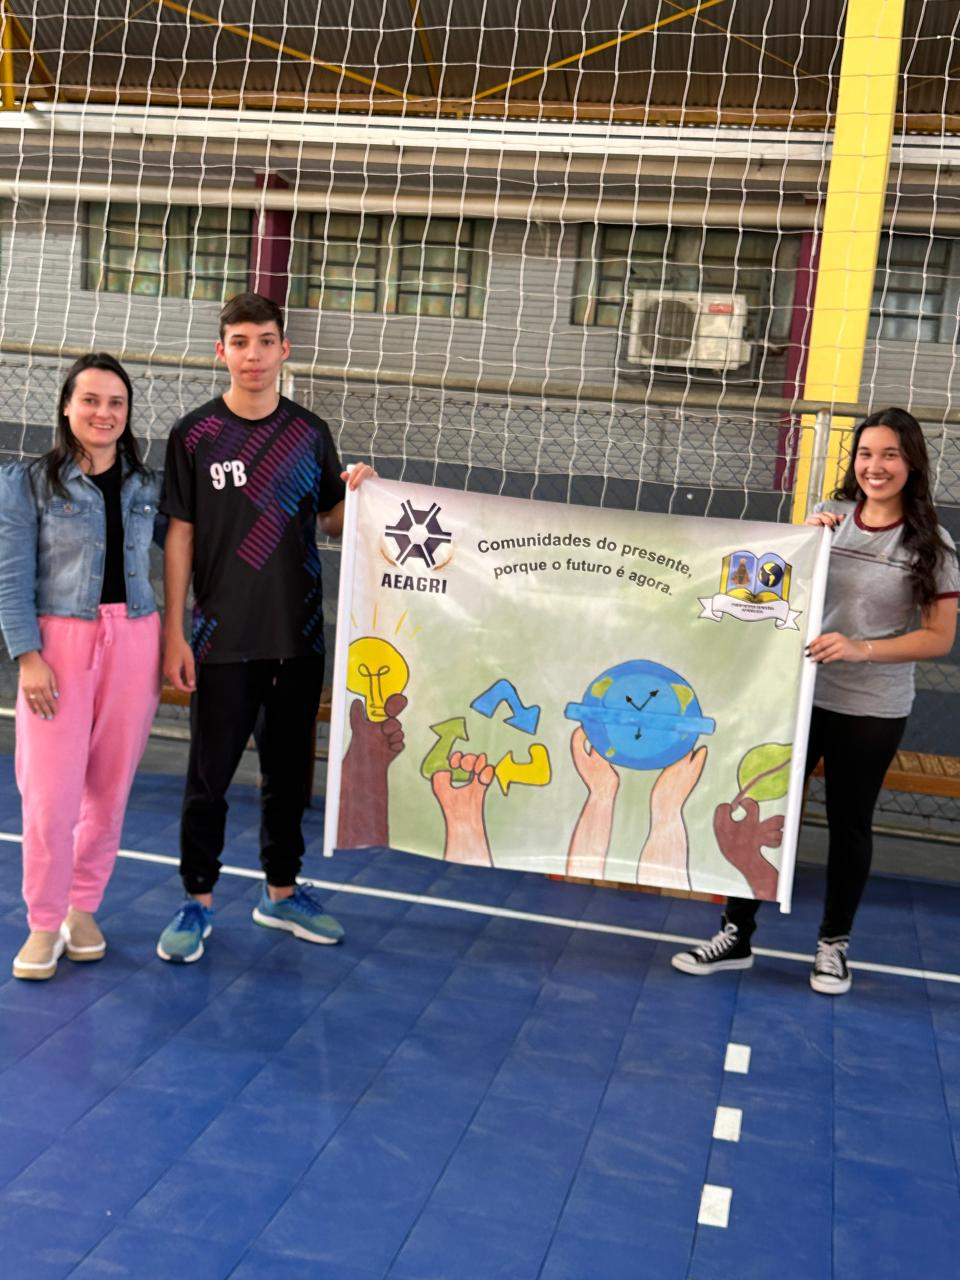 9ºB
AEAGRI
Comunidades do presente,
porque o futuro é agora.